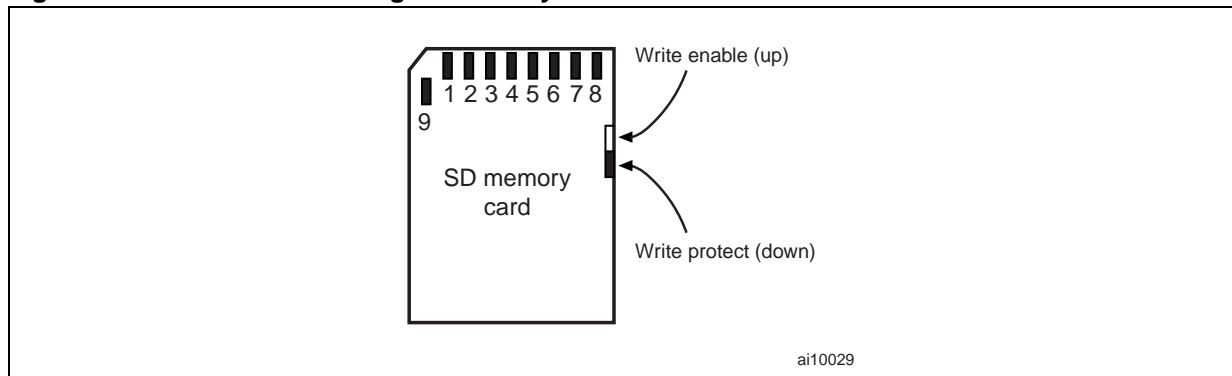 Write enable (up)
1 2 3 4 5 6 7 8
9
SD memory
card
Write protect (down)
ai10029